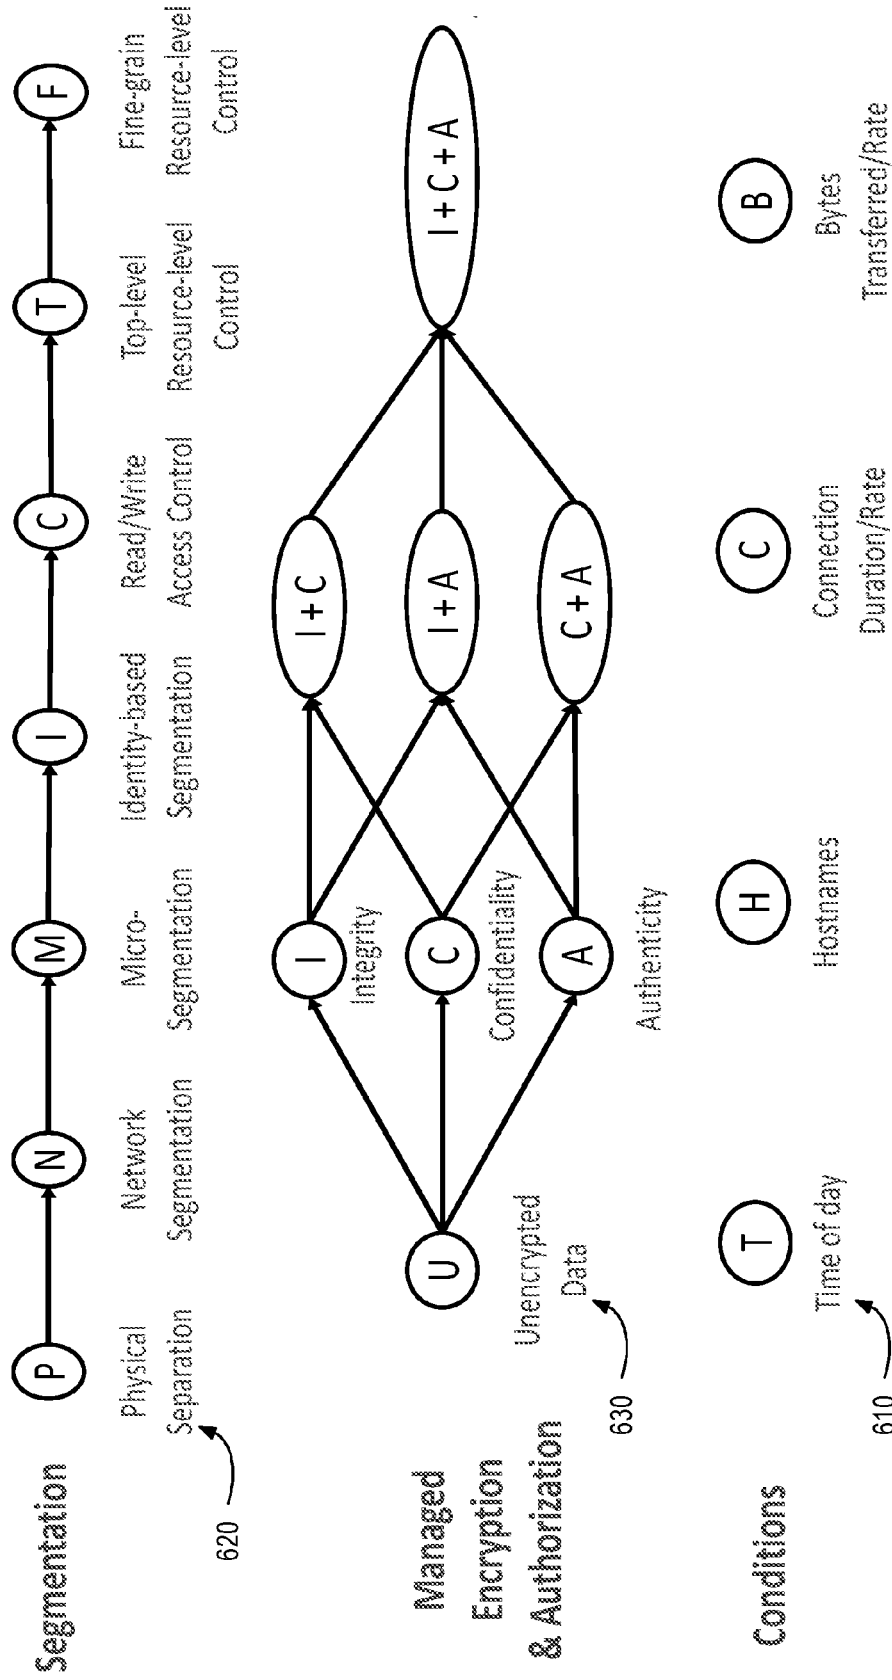 Segmentation
P
N
M
I
C
T
F
Physical
Separation
Network
Segmentation
Micro-
Segmentation
Identity-based
Segmentation
Read/Write
Access Control
Top-level
Resource-level
Control
Fine-grain
Resource-level
Control
620
Managed
Encryption
& Authorization
U
Unencrypted
Data
I
Integrity
C
Confidentiality
A
Authenticity
I + C
I + A
C + A
I + C + A
630
Conditions
T
Time of day
H
Hostnames
C
Connection
Duration/Rate
B
Bytes
Transferred/Rate
610